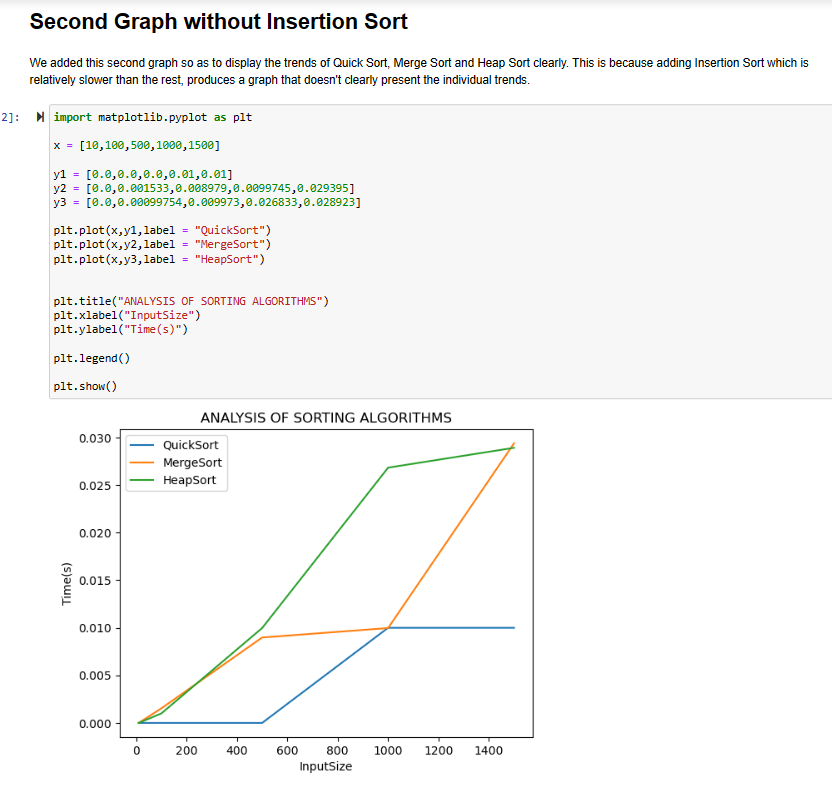 Second Graph without Insertion Sort
We added this second graph so as to display the trends of Quick Sort, Merge Sort and Heap Sort clearly. This is because adding Insertion Sort which is
relatively slower than the rest, produces a graph that doesn't clearly present the individual trends.
2]:
import matplotlib.pyplot as plt
x = [10,100,500,1000,1500]
y1 = [0.0,0.0,0.0,0.01,0.01]
y2 = [0.0,0.001533,0.008979,0.0099745,0.029395]
y3 = [0.0,0.00099754,0.009973,0.026833,0.028923]
plt.plot(x,y1,label = "QuickSort")
plt.plot(x,y2,label = "MergeSort")
plt.plot(x,y3,label = "HeapSort")
plt.title("ANALYSIS OF SORTING ALGORITHMS")
plt.xlabel("InputSize")
plt.ylabel("Time(s)")
plt.legend()
plt.show()
ANALYSIS OF SORTING ALGORITHMS
QuickSort
MergeSort
HeapSort
0.030
0.025
0.020
0.015
0.010
0.005
0.000
Time(s)
0 200 400 600 800 1000 1200 1400
InputSize